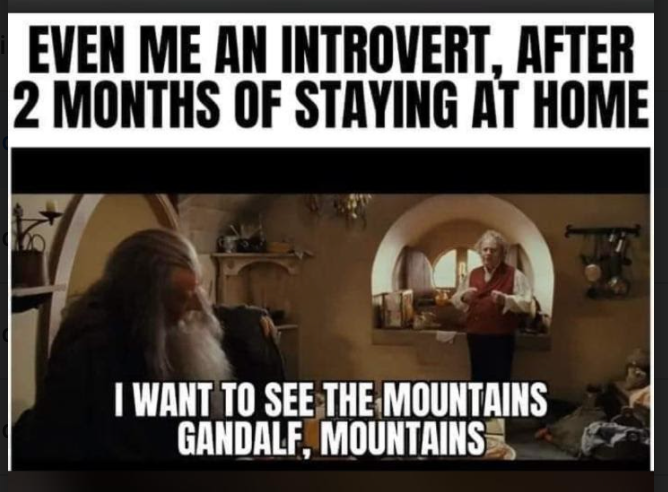 EVEN ME AN INTROVERT, AFTER
2 MONTHS OF STAYING AT HOME
I WANT TO SEE THE MOUNTAINS
GANDALF, MOUNTAINS